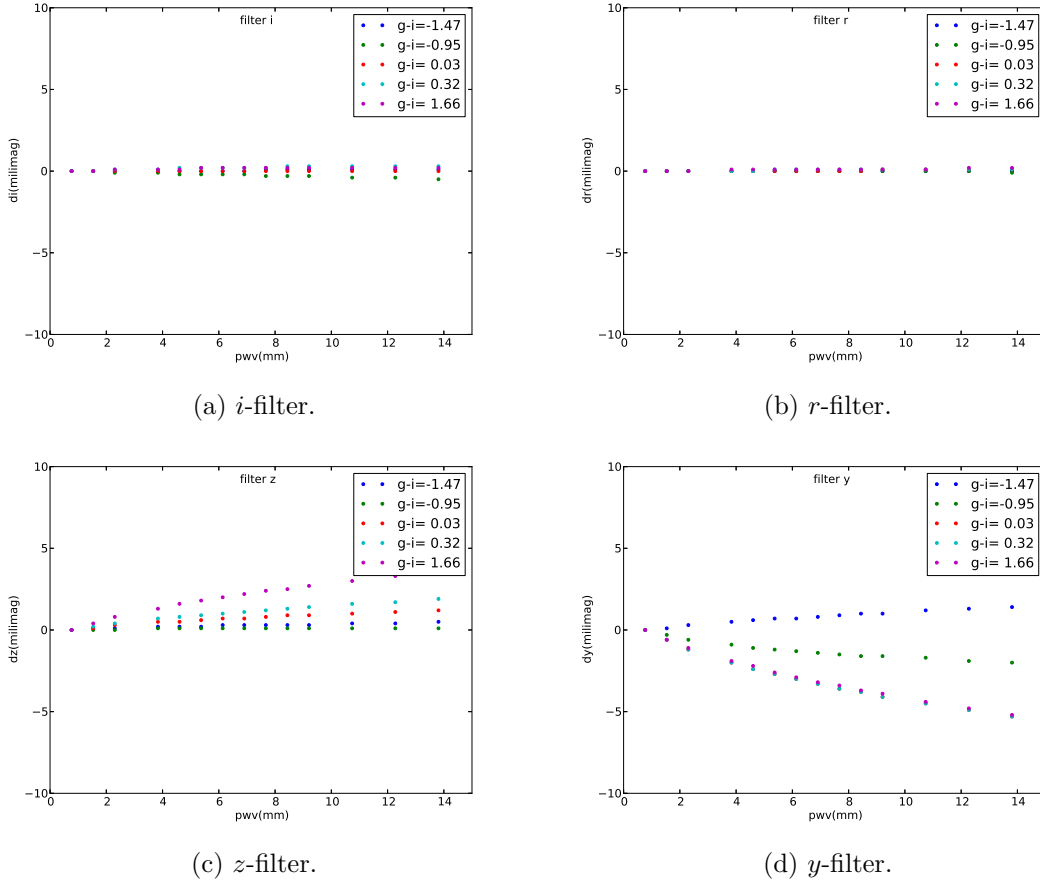 filter i
g-i=-1.47
g-i=-0.95
g-i= 0.03
g-i= 0.32
g-i= 1.66
10
5
0
−5
−10
di(milimag)
0 2 4 6 8 10 12 14
pwv(mm)
(a) i-filter.
filter r
g-i=-1.47
g-i=-0.95
g-i= 0.03
g-i= 0.32
g-i= 1.66
10
5
0
−5
−10
dr(milimag)
0 2 4 6 8 10 12 14
pwv(mm)
(b) r-filter.
filter z
g-i=-1.47
g-i=-0.95
g-i= 0.03
g-i= 0.32
g-i= 1.66
10
5
0
−5
−10
dz(milimag)
0 2 4 6 8 10 12 14
pwv(mm)
(c) z-filter.
filter y
g-i=-1.47
g-i=-0.95
g-i= 0.03
g-i= 0.32
g-i= 1.66
10
5
0
−5
−10
dy(milimag)
0 2 4 6 8 10 12 14
pwv(mm)
(d) y-filter.